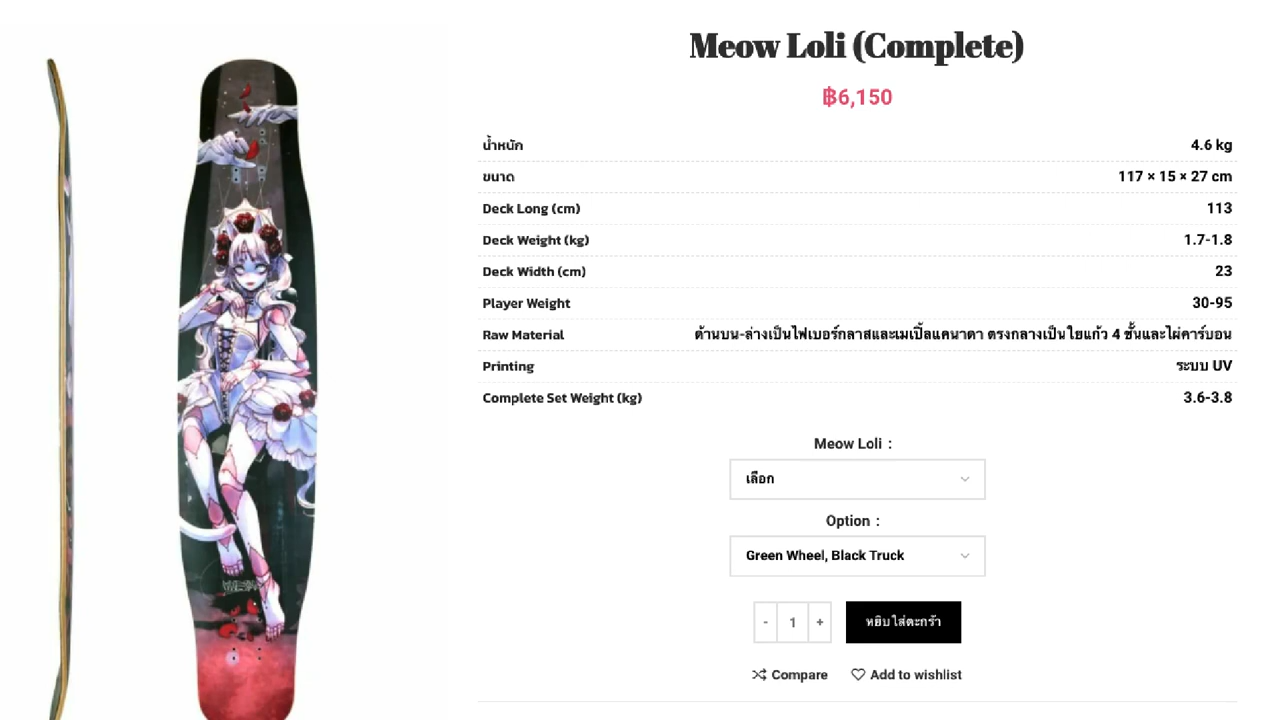 Meow Loli (Complete)
฿6,150
น้ำหนัก 4.6 kg
ขนาด 117 × 15 × 27 cm
Deck Long (cm) 113
Deck Weight (kg) 1.7-1.8
Deck Width (cm) 23
Player Weight 30-95
Raw Material ด้านบน-ล่างเป็นไฟเบอร์กลาสและเมเปิ้ลแคนาดา ตรงกลางเป็นใยแก้ว 4 ชั้นและไผ่คาร์บอน
Printing ระบบ UV
Complete Set Weight (kg) 3.6-3.8
Meow Loli :
เลือก
Option :
Green Wheel, Black Truck
- 1 + หยิบใส่ตะกร้า
Compare Add to wishlist